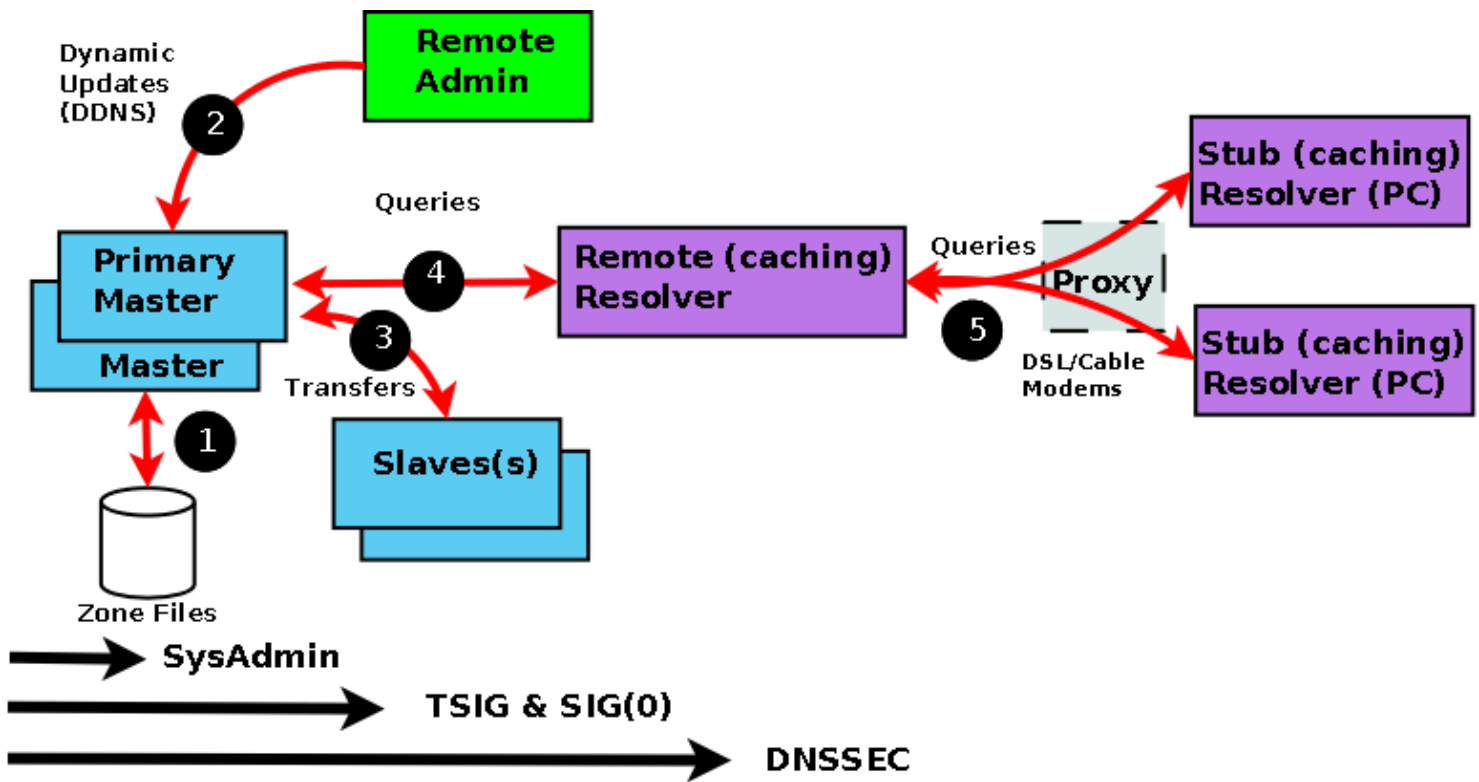 Remote
Admin
Dynamic
Updates
(DDNS)
2
Stub (caching)
Resolver (PC)
Queries
Primary
Master
4
Remote (caching)
Resolver
Queries
Proxy
3
5
Master
Transfers
DSL/Cable
Modems
Stub (caching)
Resolver (PC)
1
Slaves(s)
Zone Files
SysAdmin
TSIG & SIG(0)
DNSSEC